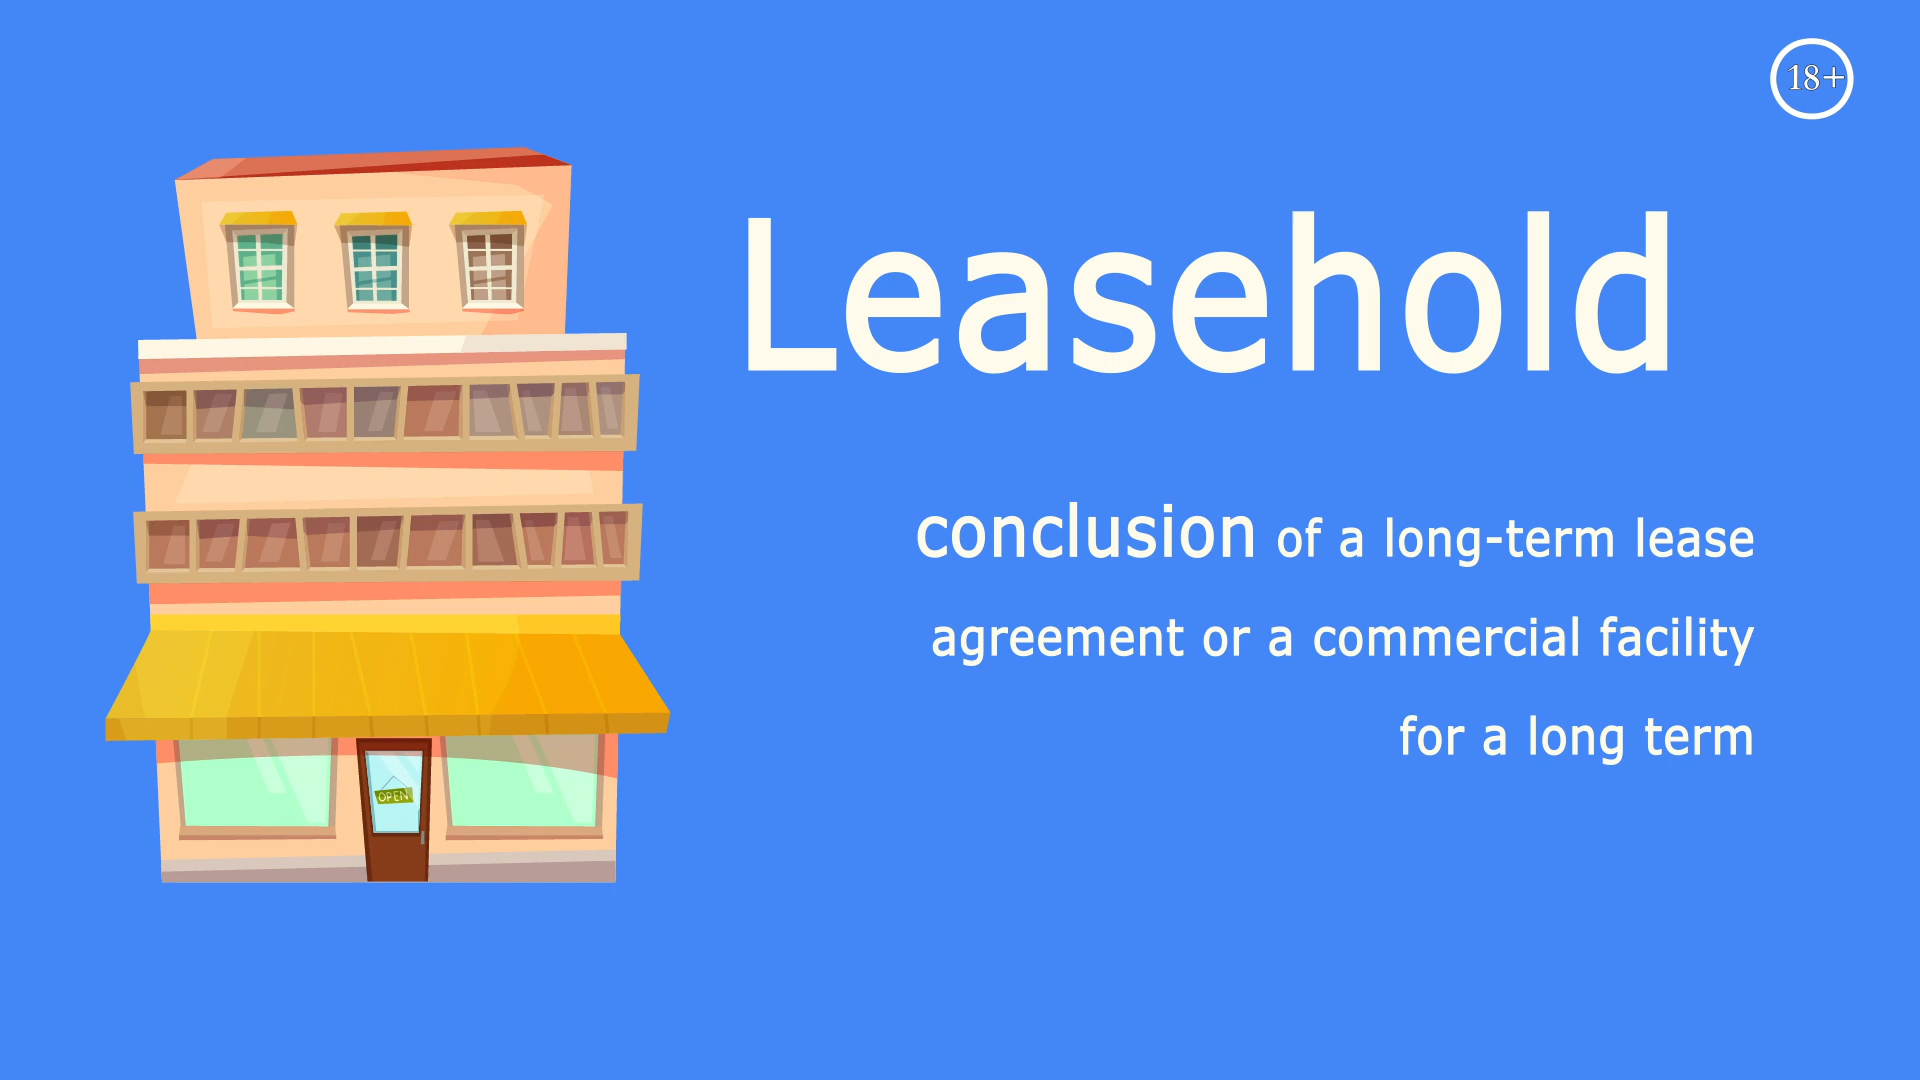 18+
Leasehold
conclusion of a long-term lease
agreement or a commercial facility
for a long term
OPEN